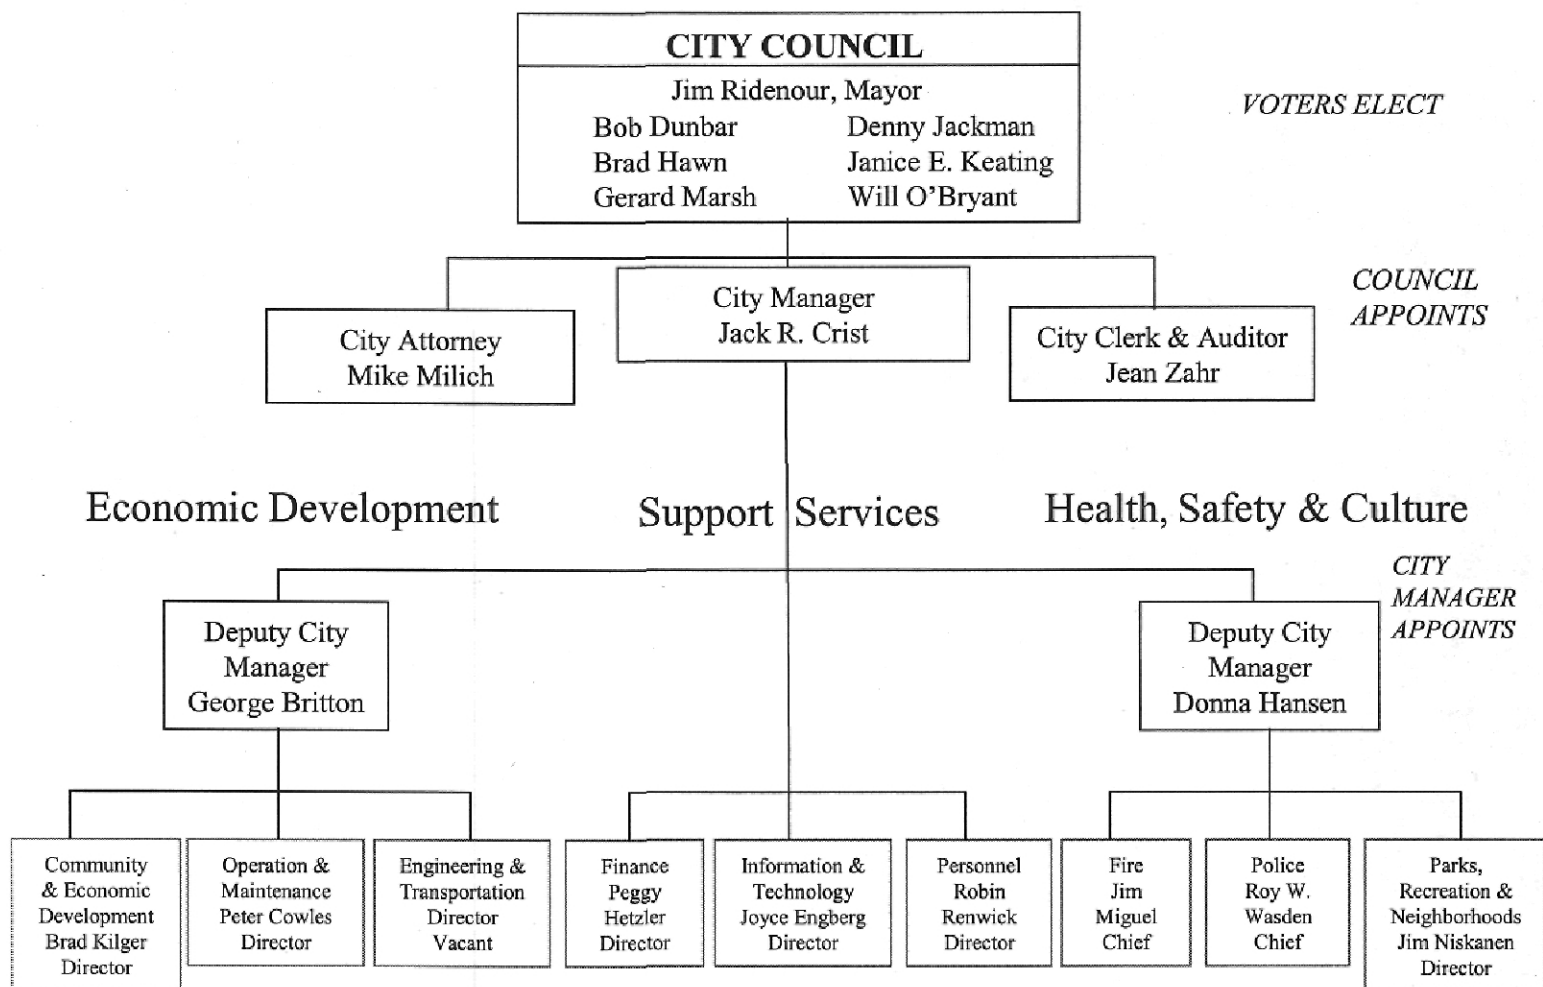 CITY COUNCIL
Jim Ridenour, Mayor
Bob Dunbar Denny Jackman
Brad Hawn Janice E. Keating
Gerard Marsh Will O'Bryant
VOTERS ELECT
City Attorney
Mike Milich
City Manager
Jack R. Crist
City Clerk & Auditor
Jean Zahr
COUNCIL
APPOINTS
Economic Development
Support Services
Health, Safety & Culture
CITY
MANAGER
APPOINTS
Deputy City
Manager
George Britton
Deputy City
Manager
Donna Hansen
Community
& Economic
Development
Brad Kilger
Director
Operation &
Maintenance
Peter Cowles
Director
Engineering &
Transportation
Director
Vacant
Finance
Peggy
Hetzler
Director
Information &
Technology
Joyce Engberg
Director
Personnel
Robin
Renwick
Director
Fire
Jim
Miguel
Chief
Police
Roy W.
Wasden
Chief
Parks,
Recreation &
Neighborhoods
Jim Niskanen
Director